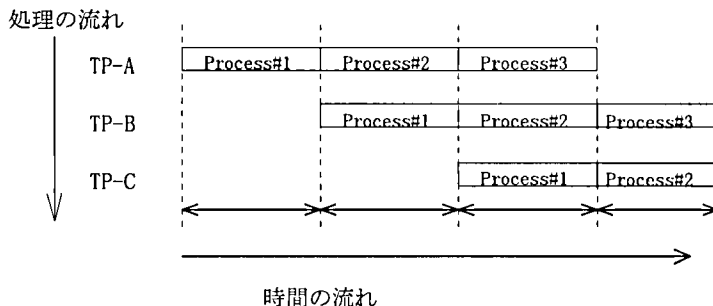 処理の流れ
TP-A Process#1 Process#2 Process#3
TP-B Process#1 Process#2 Process#3
TP-C Process#1 Process#2
時間の流れ